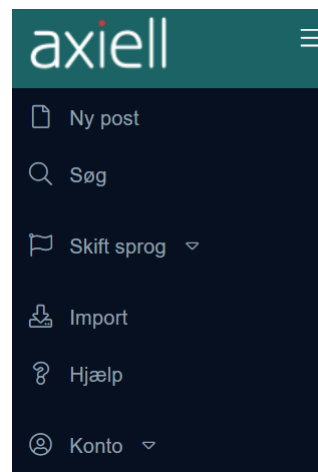 axiell
Ny post
Søg
Skift sprog
Import
Hjælp
Konto